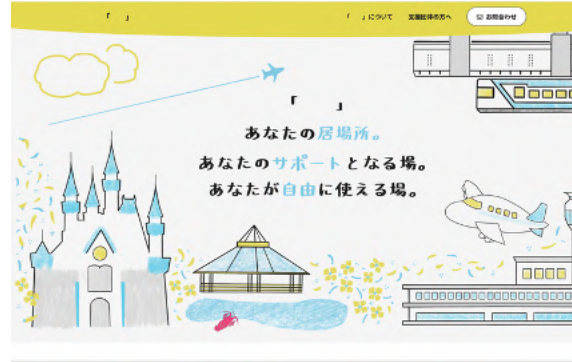 「　」
「　」について
支援団体の方へ
お問合わせ
「　」
あなたの居場所。
あなたのサポートとなる場。
あなたが自由に使える場。